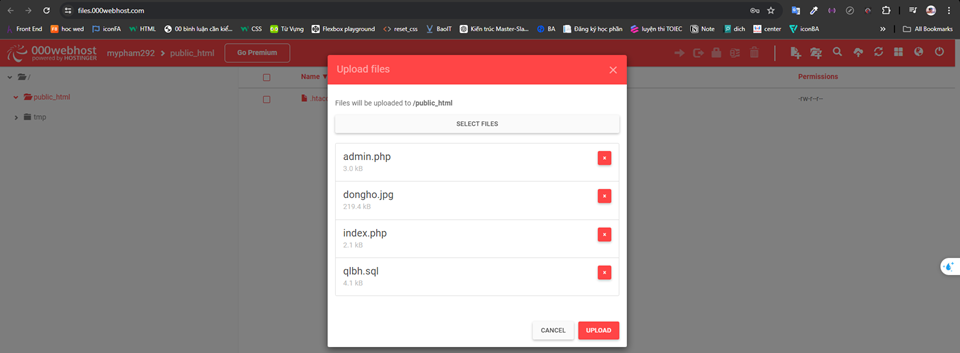 files.000webhost.com
Front End
hoc wed
iconFA
HTML
00 bình luận cần kiể...
WS
CSS
Từ Vựng
Flexbox playground
reset_css
BaoIT
Kiến trúc Master-Sla...
BA
Đăng ký học phần
luyện thi TOIEC
Note
dich
center
iconBA
All Bookmarks
000webhost
powered by HOSTINGER
mypham292
public_html
Go Premium
/
public_html
tmp
Name
Permissions
-rw-r--r--
Upload files
Files will be uploaded to /public_html
SELECT FILES
admin.php
3.0 kB
dongho.jpg
219.4 kB
index.php
2.1 kB
qlbh.sql
4.1 kB
CANCEL
UPLOAD